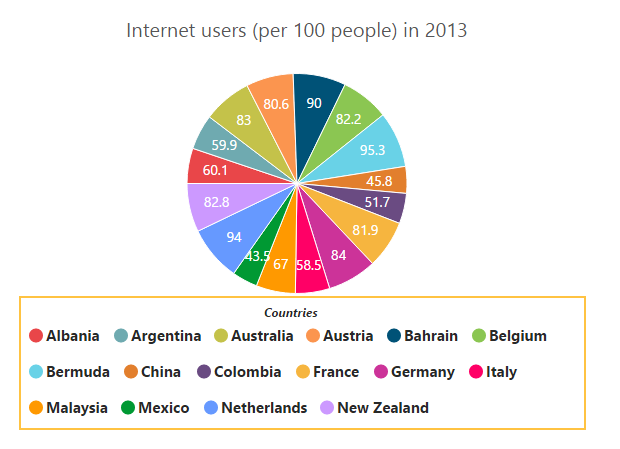 Internet users (per 100 people) in 2013
80.6 90
83 82.2
59.9 95.3
60.1 45.8
82.8 51.7
94 81.9
43.5 67 58.5 84
Countries
Albania Argentina Australia Austria Bahrain Belgium
Bermuda China Colombia France Germany Italy
Malaysia Mexico Netherlands New Zealand